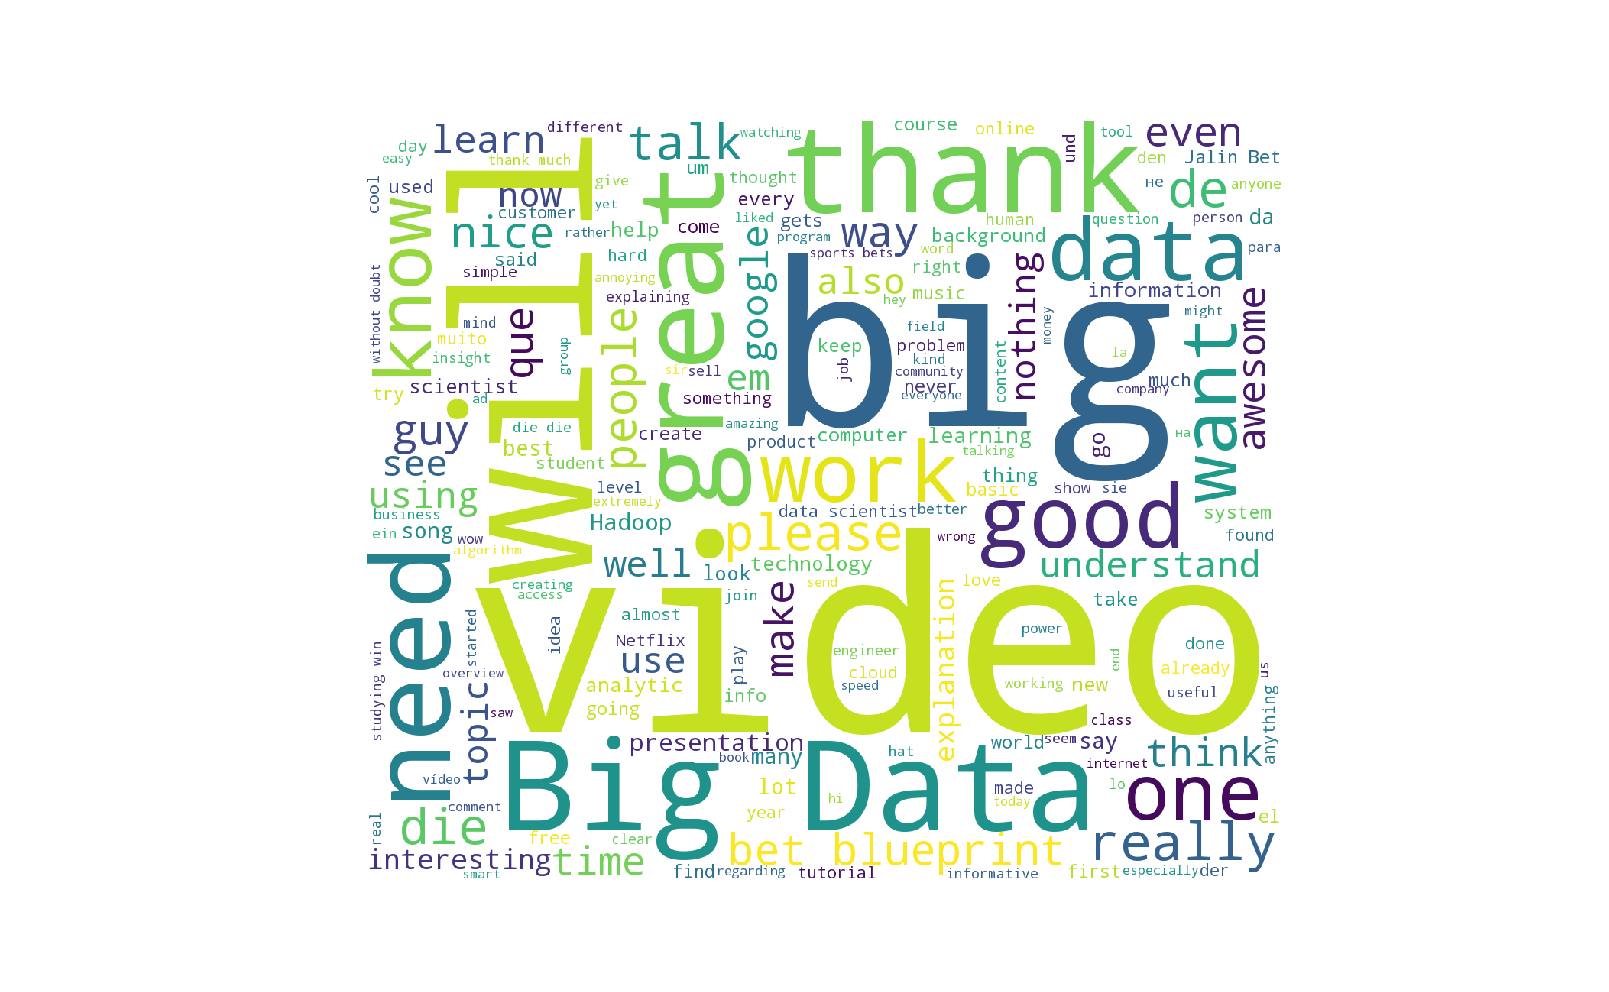 different
learn
day
easy
thank much
talk
watching
um
thank
course
online
tool
und
even
den
Jalin Bet
cool
used
now
give
yet
customer
nice
rather
help
said
hard
simple
annoying
explaining
know
will
great
thought
every
liked
gets
program
come
google
way
sports bets
also
hey
human
word
background
right
music
не
de
anyone
question
person
da
data
para
information
might
without doubt
mind
muito
insight
que
group
people
try
scientist
ad
sir
sell
em
something
create
amazing
product
computer
big
keep
job
field
problem
kind
community
never
everyone
content
nothing
money
la
much
company
want
awesome
go
на
guy
see
die die
best
student
using
business
ein
song
wow
algorithm
level
extremely
Hadoop
work
data scientist
better
learning
talking
thing
basic
show
sie
good
system
found
wrong
please
need
well
look
technology
send
understand
creating
access
join
love
take
almost
video
idea
Netflix
use
play
make
engineer
cloud
speed
explanation
power
working
new
end
done
already
useful
us
studying win
started
overview
topic
saw
analytic
going
info
class
anything
presentation
book
many
hat
world
seem
say
internet
think
vídeo
comment
Big Data
lot
year
hi
made
today
lo
one
el
real
die
free
clear
bet blueprint
really
interesting
time
smart
find
regarding
tutorial
informative
first
especially
der